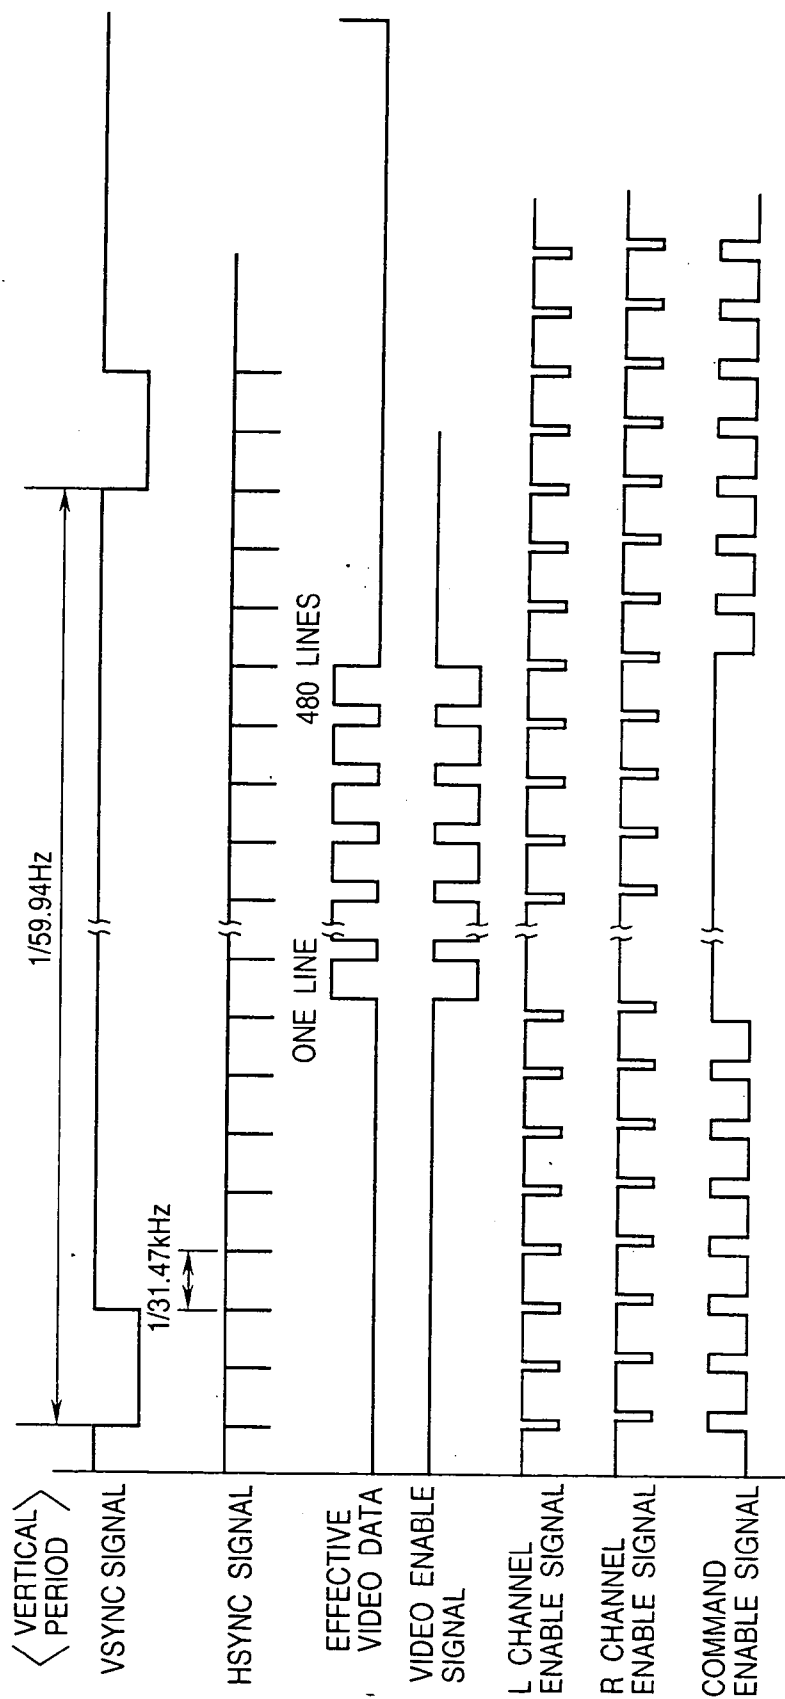 〈 VERTICAL
PERIOD 〉
VSYNC SIGNAL
1/59.94Hz
1/31.47kHz
HSYNC SIGNAL
ONE LINE
480 LINES
EFFECTIVE
VIDEO DATA
VIDEO ENABLE
SIGNAL
L CHANNEL
ENABLE SIGNAL
R CHANNEL
ENABLE SIGNAL
COMMAND
ENABLE SIGNAL